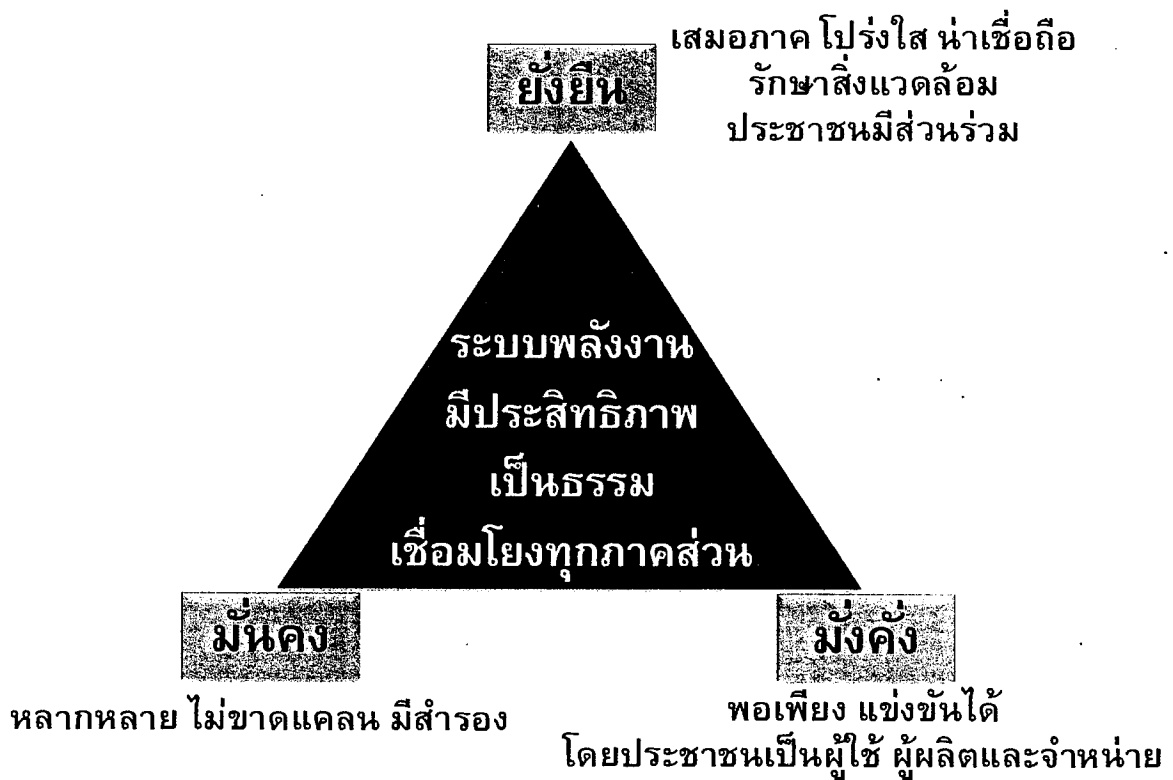 ยั่งยืน
เสมอภาค โปร่งใส น่าเชื่อถือ
รักษาสิ่งแวดล้อม
ประชาชนมีส่วนร่วม
ระบบพลังงาน
มีประสิทธิภาพ
เป็นธรรม
เชื่อมโยงทุกภาคส่วน
มั่นคง
หลากหลาย ไม่ขาดแคลน มีสำรอง
มั่งคั่ง
พอเพียง แข่งขันได้
โดยประชาชนเป็นผู้ใช้ ผู้ผลิตและจำหน่าย